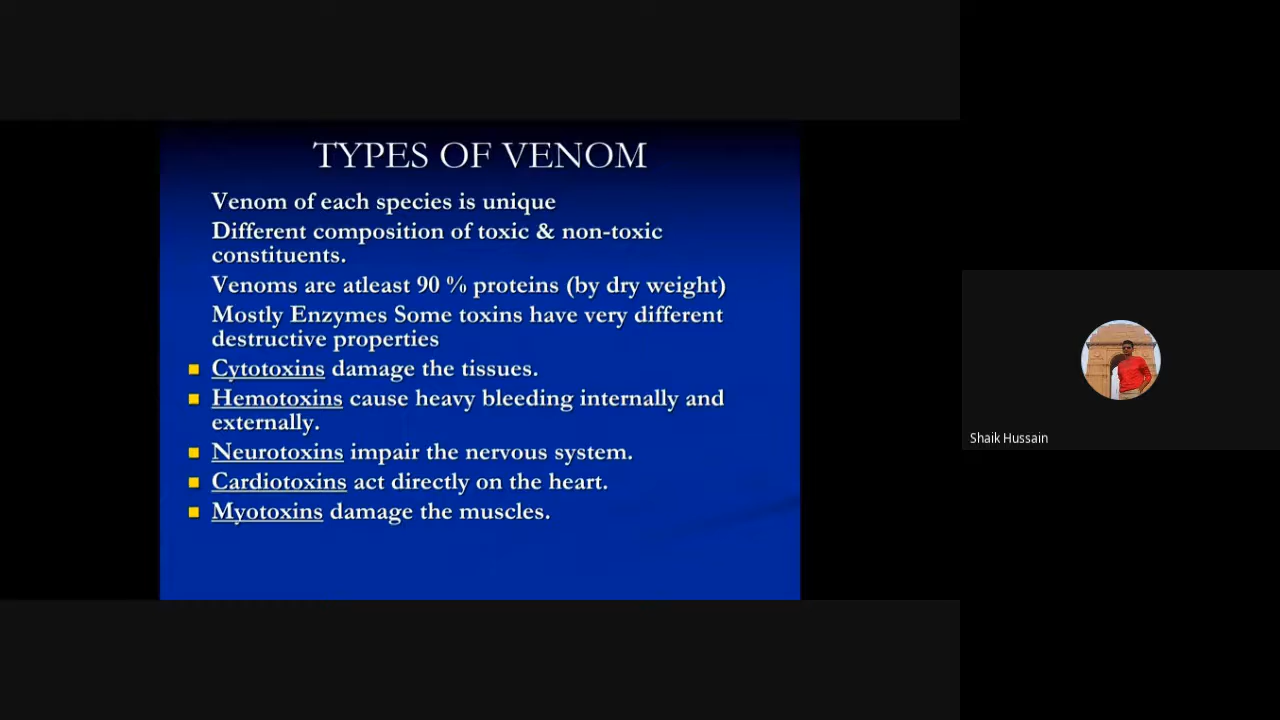 TYPES OF VENOM
Venom of each species is unique
Different composition of toxic & non-toxic
constituents.
Venoms are atleast 90 % proteins (by dry weight)
Mostly Enzymes Some toxins have very different
destructive properties
Cytotoxins damage the tissues.
Hemotoxins cause heavy bleeding internally and
externally.
Neurotoxins impair the nervous system.
Cardiotoxins act directly on the heart.
Myotoxins damage the muscles.
Shaik Hussain